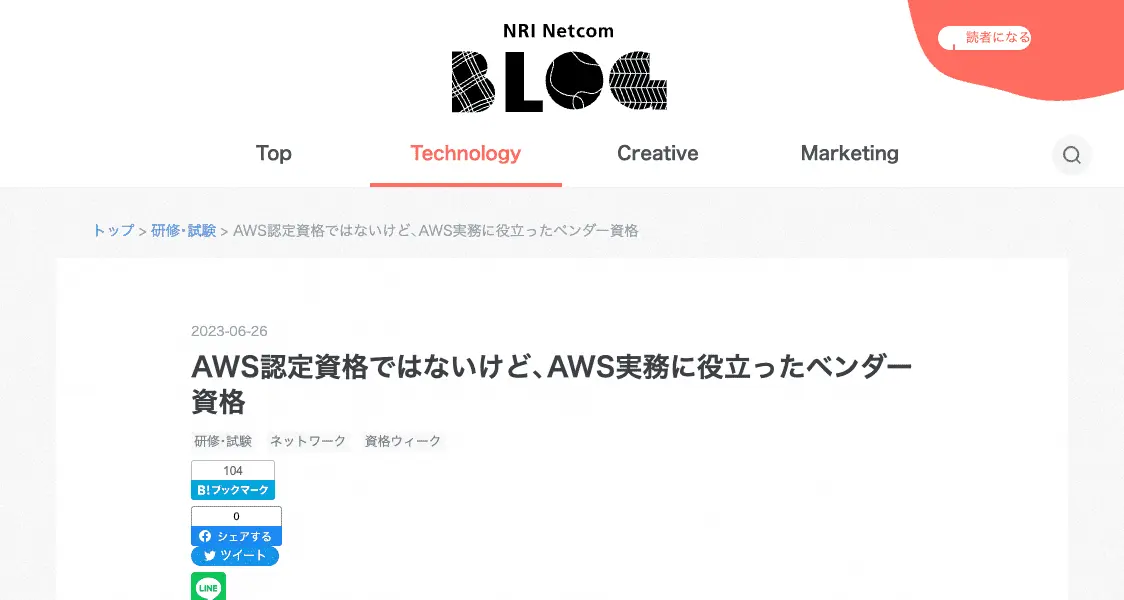 NRI Netcom
BLOG
読者になる
Top Technology Creative Marketing
トップ > 研修・試験 > AWS認定資格ではないけど、AWS実務に役立ったベンダー資格
2023-06-26
AWS認定資格ではないけど、AWS実務に役立ったベンダー
資格
研修・試験 ネットワーク 資格ウィーク
104
B!ブックマーク
0
シェアする
ツイート
LINE